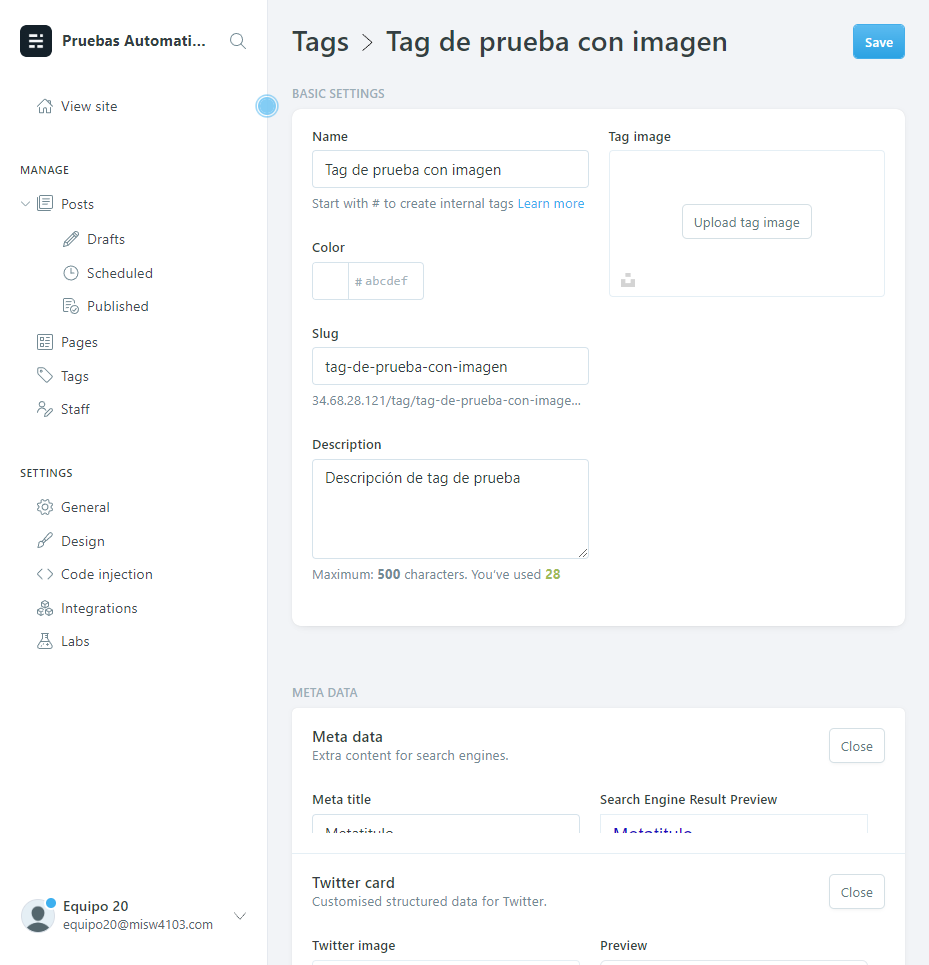 Pruebas Automati...
View site
MANAGE
Posts
Drafts
Scheduled
Published
Pages
Tags
Staff
SETTINGS
General
Design
Code injection
Integrations
Labs
Equipo 20
equipo20@misw4103.com
Tags > Tag de prueba con imagen
Save
BASIC SETTINGS
Name
Tag de prueba con imagen
Start with # to create internal tags Learn more
Color
# abcdef
Slug
tag-de-prueba-con-imagen
34.68.28.121/tag/tag-de-prueba-con-image...
Description
Descripción de tag de prueba
Maximum: 500 characters. You've used 28
Tag image
Upload tag image
META DATA
Meta data
Extra content for search engines.
Close
Meta title
Metatitulo
Search Engine Result Preview
Metatitulo
Twitter card
Customised structured data for Twitter.
Close
Twitter image
Preview